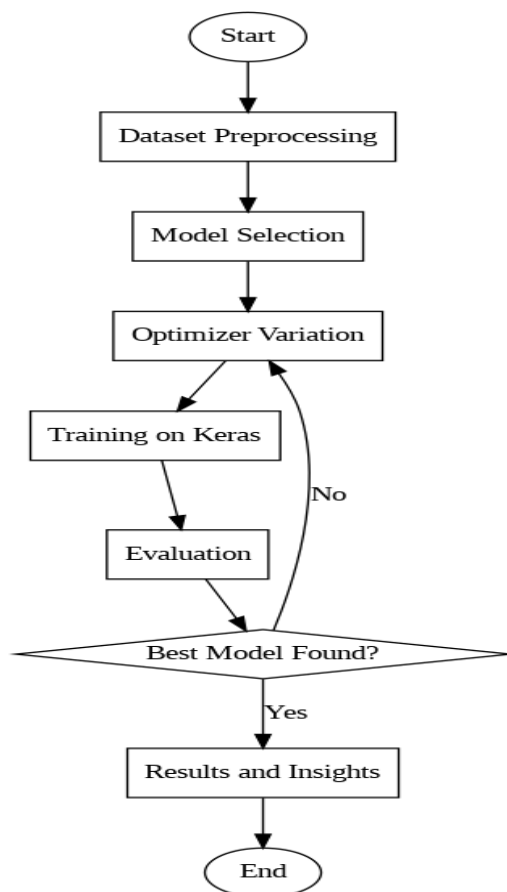 Start
Dataset Preprocessing
Model Selection
Optimizer Variation
Training on Keras
No
Evaluation
Best Model Found?
Yes
Results and Insights
End